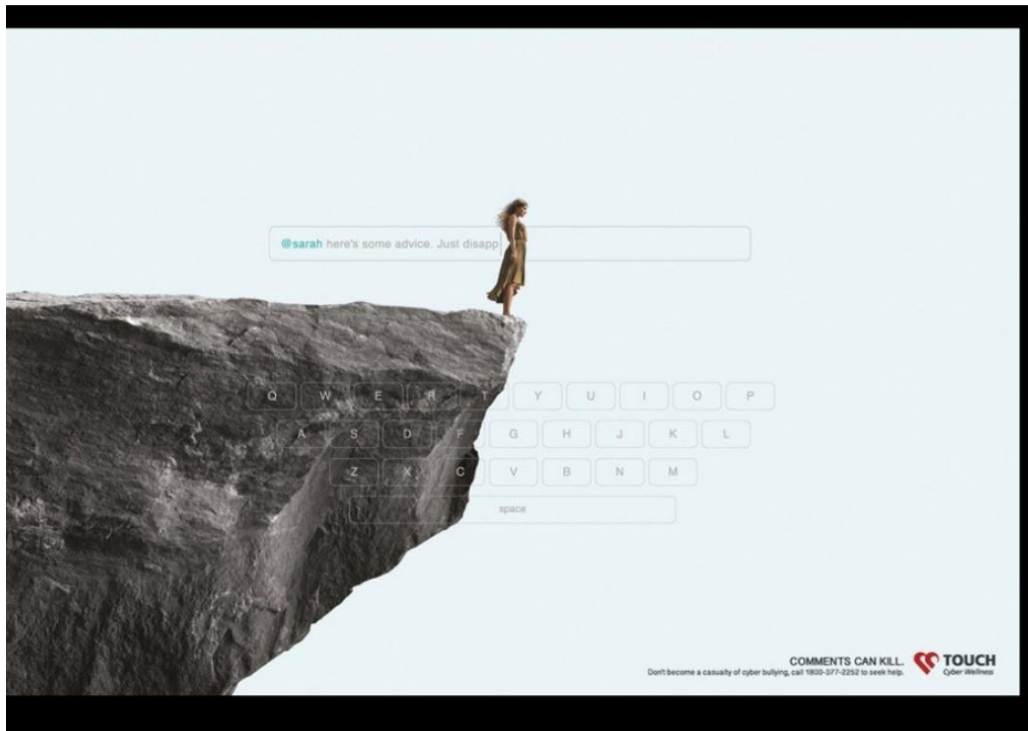 @sarah here's some advice. Just disapp
Q W E R T Y U I O P
A S D F G H J K L
Z X C V B N M
space
COMMENTS CAN KILL.
Don't become a casualty of cyber bullying, call 1800-377-2252 to seek help.
TOUCH
Cyber Wellness